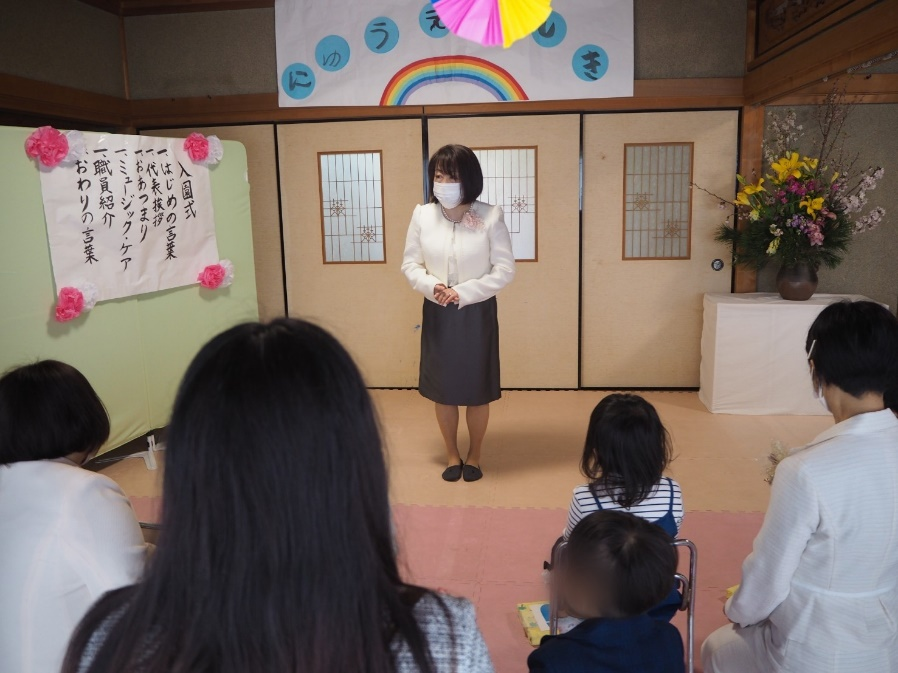 にゅうえしき
入園式
一、はじめの言葉
一、代表挨拶
一、おあつまり
一、ミュージック・ケア
一、職員紹介
一、おわりの言葉